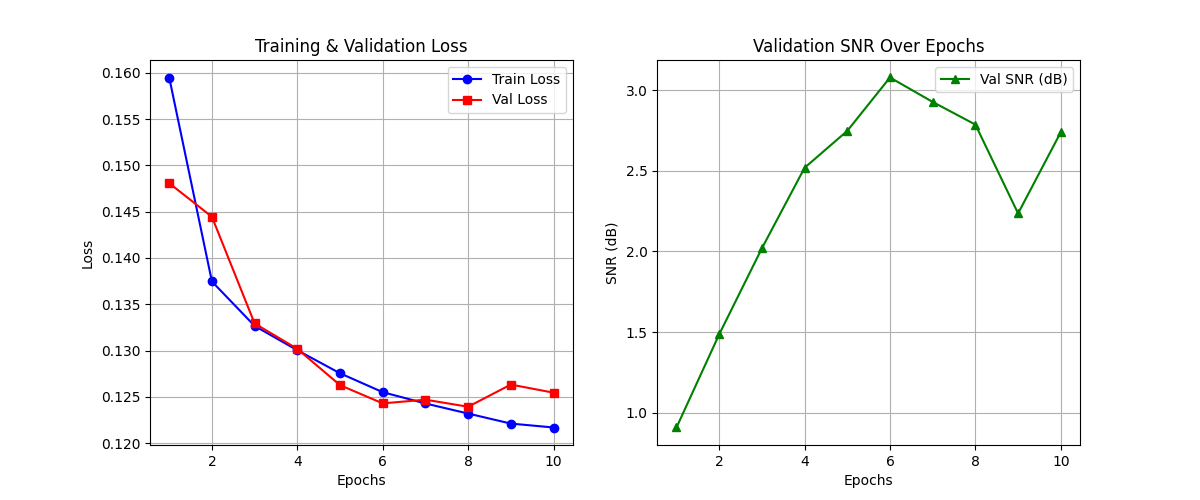 Training & Validation Loss
Train Loss
Val Loss
0.160
0.155
0.150
0.145
0.140
0.135
0.130
0.125
0.120
Loss
2
4
6
8
10
Epochs
Validation SNR Over Epochs
Val SNR (dB)
3.0
2.5
2.0
1.5
1.0
SNR (dB)
2
4
6
8
10
Epochs